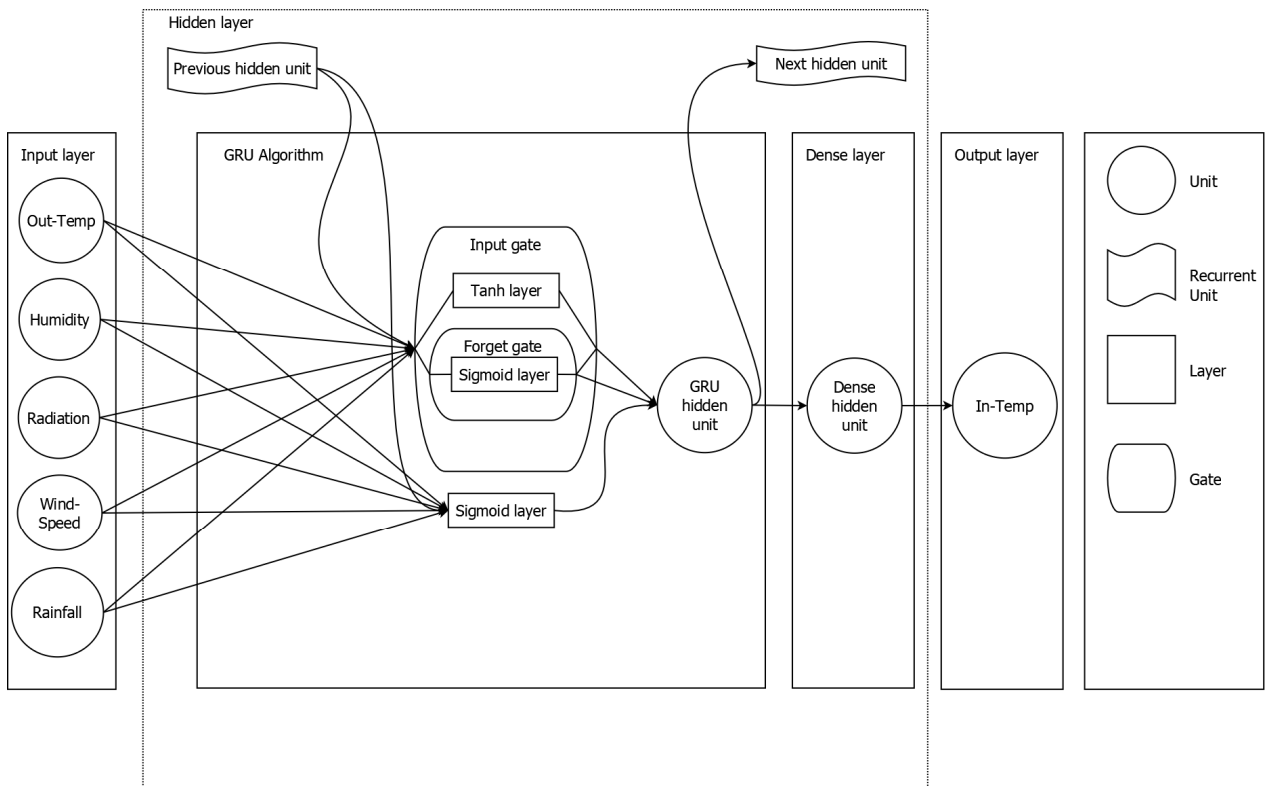 Hidden layer
Previous hidden unit
Next hidden unit
Input layer
Out-Temp
Humidity
Radiation
Wind-
Speed
Rainfall
GRU Algorithm
Input gate
Tanh layer
Forget gate
Sigmoid layer
Sigmoid layer
GRU
hidden
unit
Dense layer
Dense
hidden
unit
Output layer
In-Temp
Unit
Recurrent
Unit
Layer
Gate